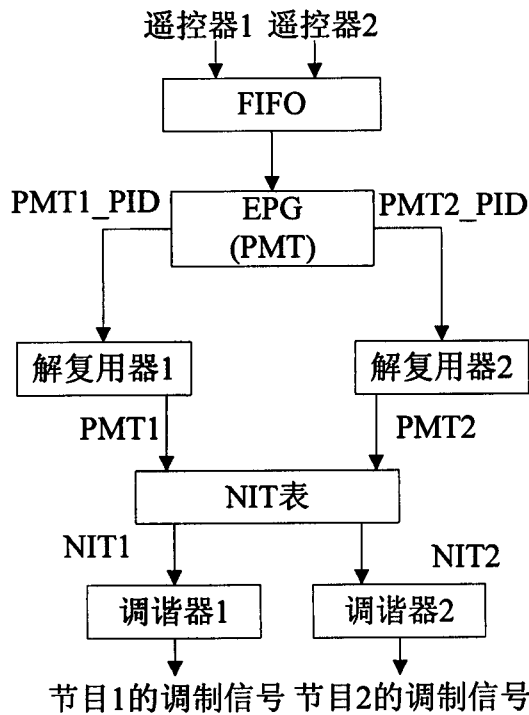 遥控器1 遥控器2
FIFO
EPG
(PMT)
PMT1_PID
PMT2_PID
解复用器1
解复用器2
PMT1
PMT2
NIT表
NIT1
NIT2
调谐器1
调谐器2
节目1的调制信号 节目2的调制信号